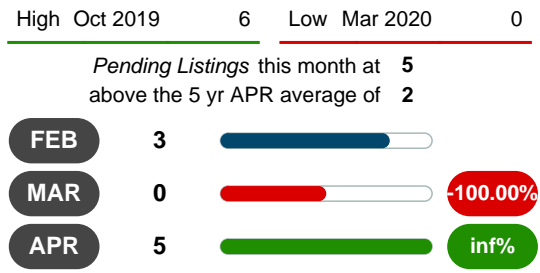 High Oct 2019 6 Low Mar 2020 0
Pending Listings this month at 5
above the 5 yr APR average of 2
FEB 3
MAR 0 -100.00%
APR 5 inf%